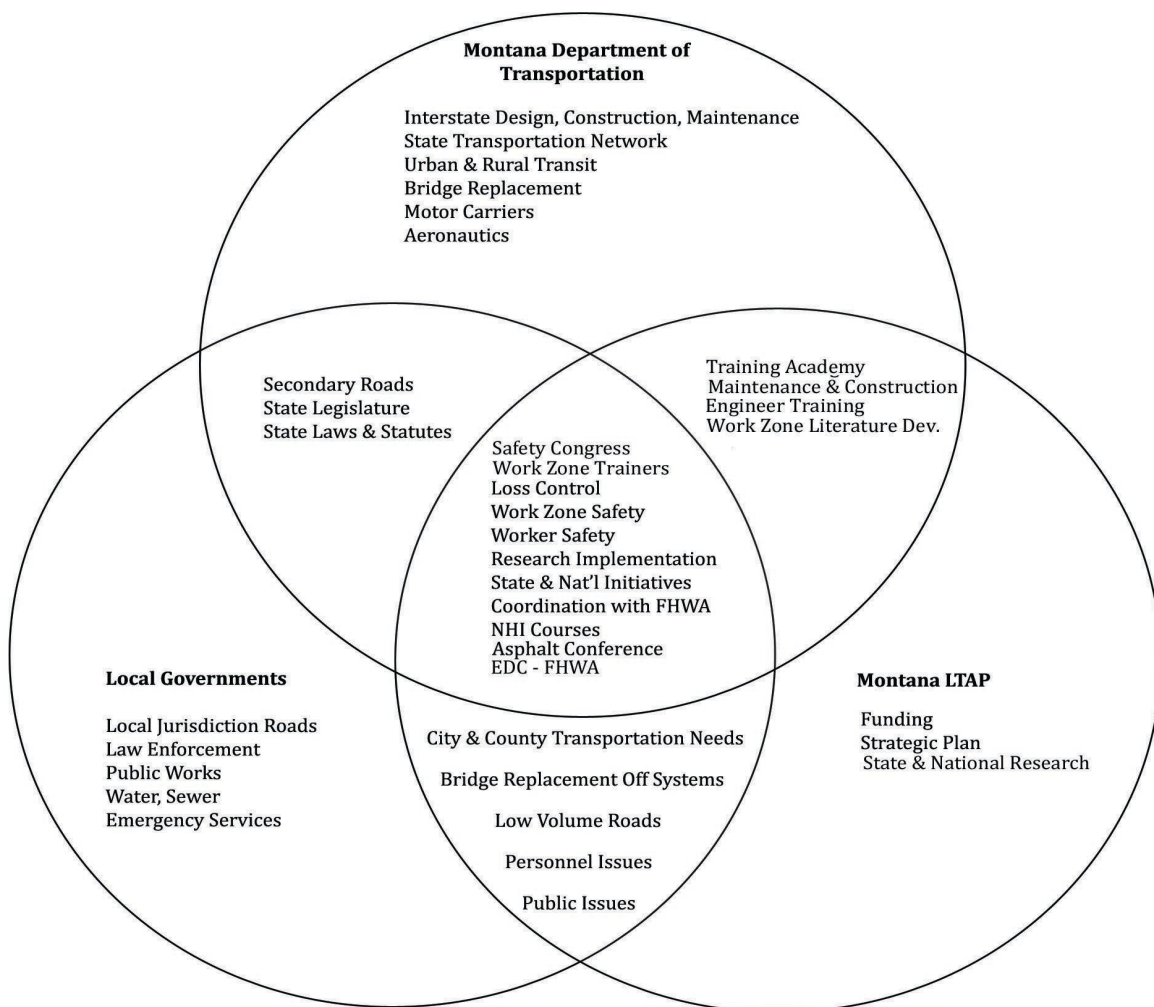 Montana Department of
Transportation
Interstate Design, Construction, Maintenance
State Transportation Network
Urban & Rural Transit
Bridge Replacement
Motor Carriers
Aeronautics
Secondary Roads
State Legislature
State Laws & Statutes
Training Academy
Maintenance & Construction
Engineer Training
Work Zone Literature Dev.
Safety Congress
Work Zone Trainers
Loss Control
Work Zone Safety
Worker Safety
Research Implementation
State & Nat'l Initiatives
Coordination with FHWA
NHI Courses
Asphalt Conference
EDC - FHWA
Local Governments
Local Jurisdiction Roads
Law Enforcement
Public Works
Water, Sewer
Emergency Services
City & County Transportation Needs
Bridge Replacement Off Systems
Low Volume Roads
Personnel Issues
Public Issues
Montana LTAP
Funding
Strategic Plan
State & National Research